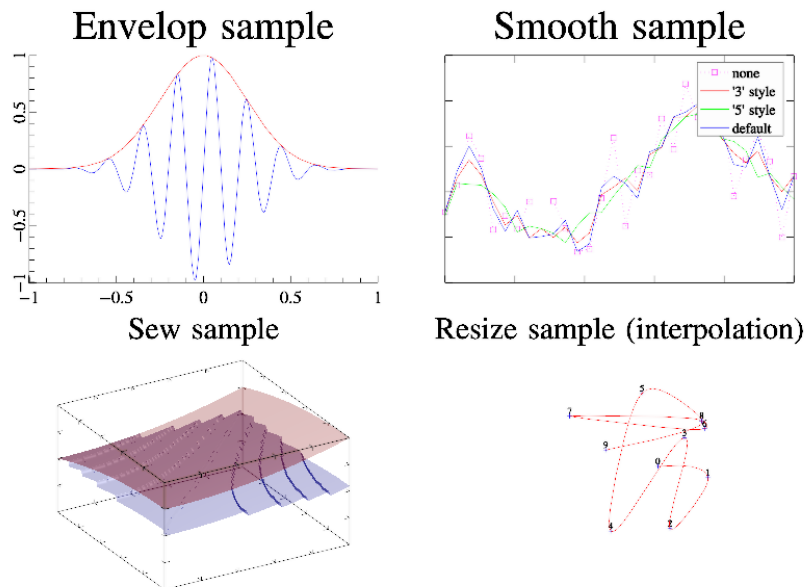 Envelop sample
Smooth sample
1
0.5
0
−0.5
−1
−1
−0.5
0
0.5
1
none
'3' style
'5' style
default
Sew sample
Resize sample (interpolation)
5
7
8
6
3
9
0
1
4
2